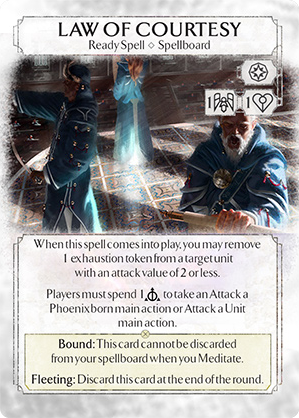 LAW OF COURTESY
Ready Spell ◇ Spellboard
1 1
When this spell comes into play, you may remove
1 exhaustion token from a target unit
with an attack value of 2 or less.
Players must spend 1 to take an Attack a
Phoenixborn main action or Attack a Unit
main action.
Bound: This card cannot be discarded
from your spellboard when you Meditate.
Fleeting: Discard this card at the end of the round.